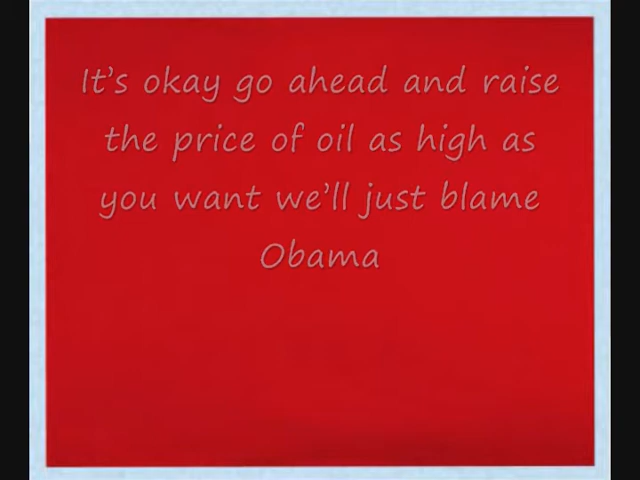 It's okay go ahead and raise
the price of oil as high as
you want we'll just blame
Obama